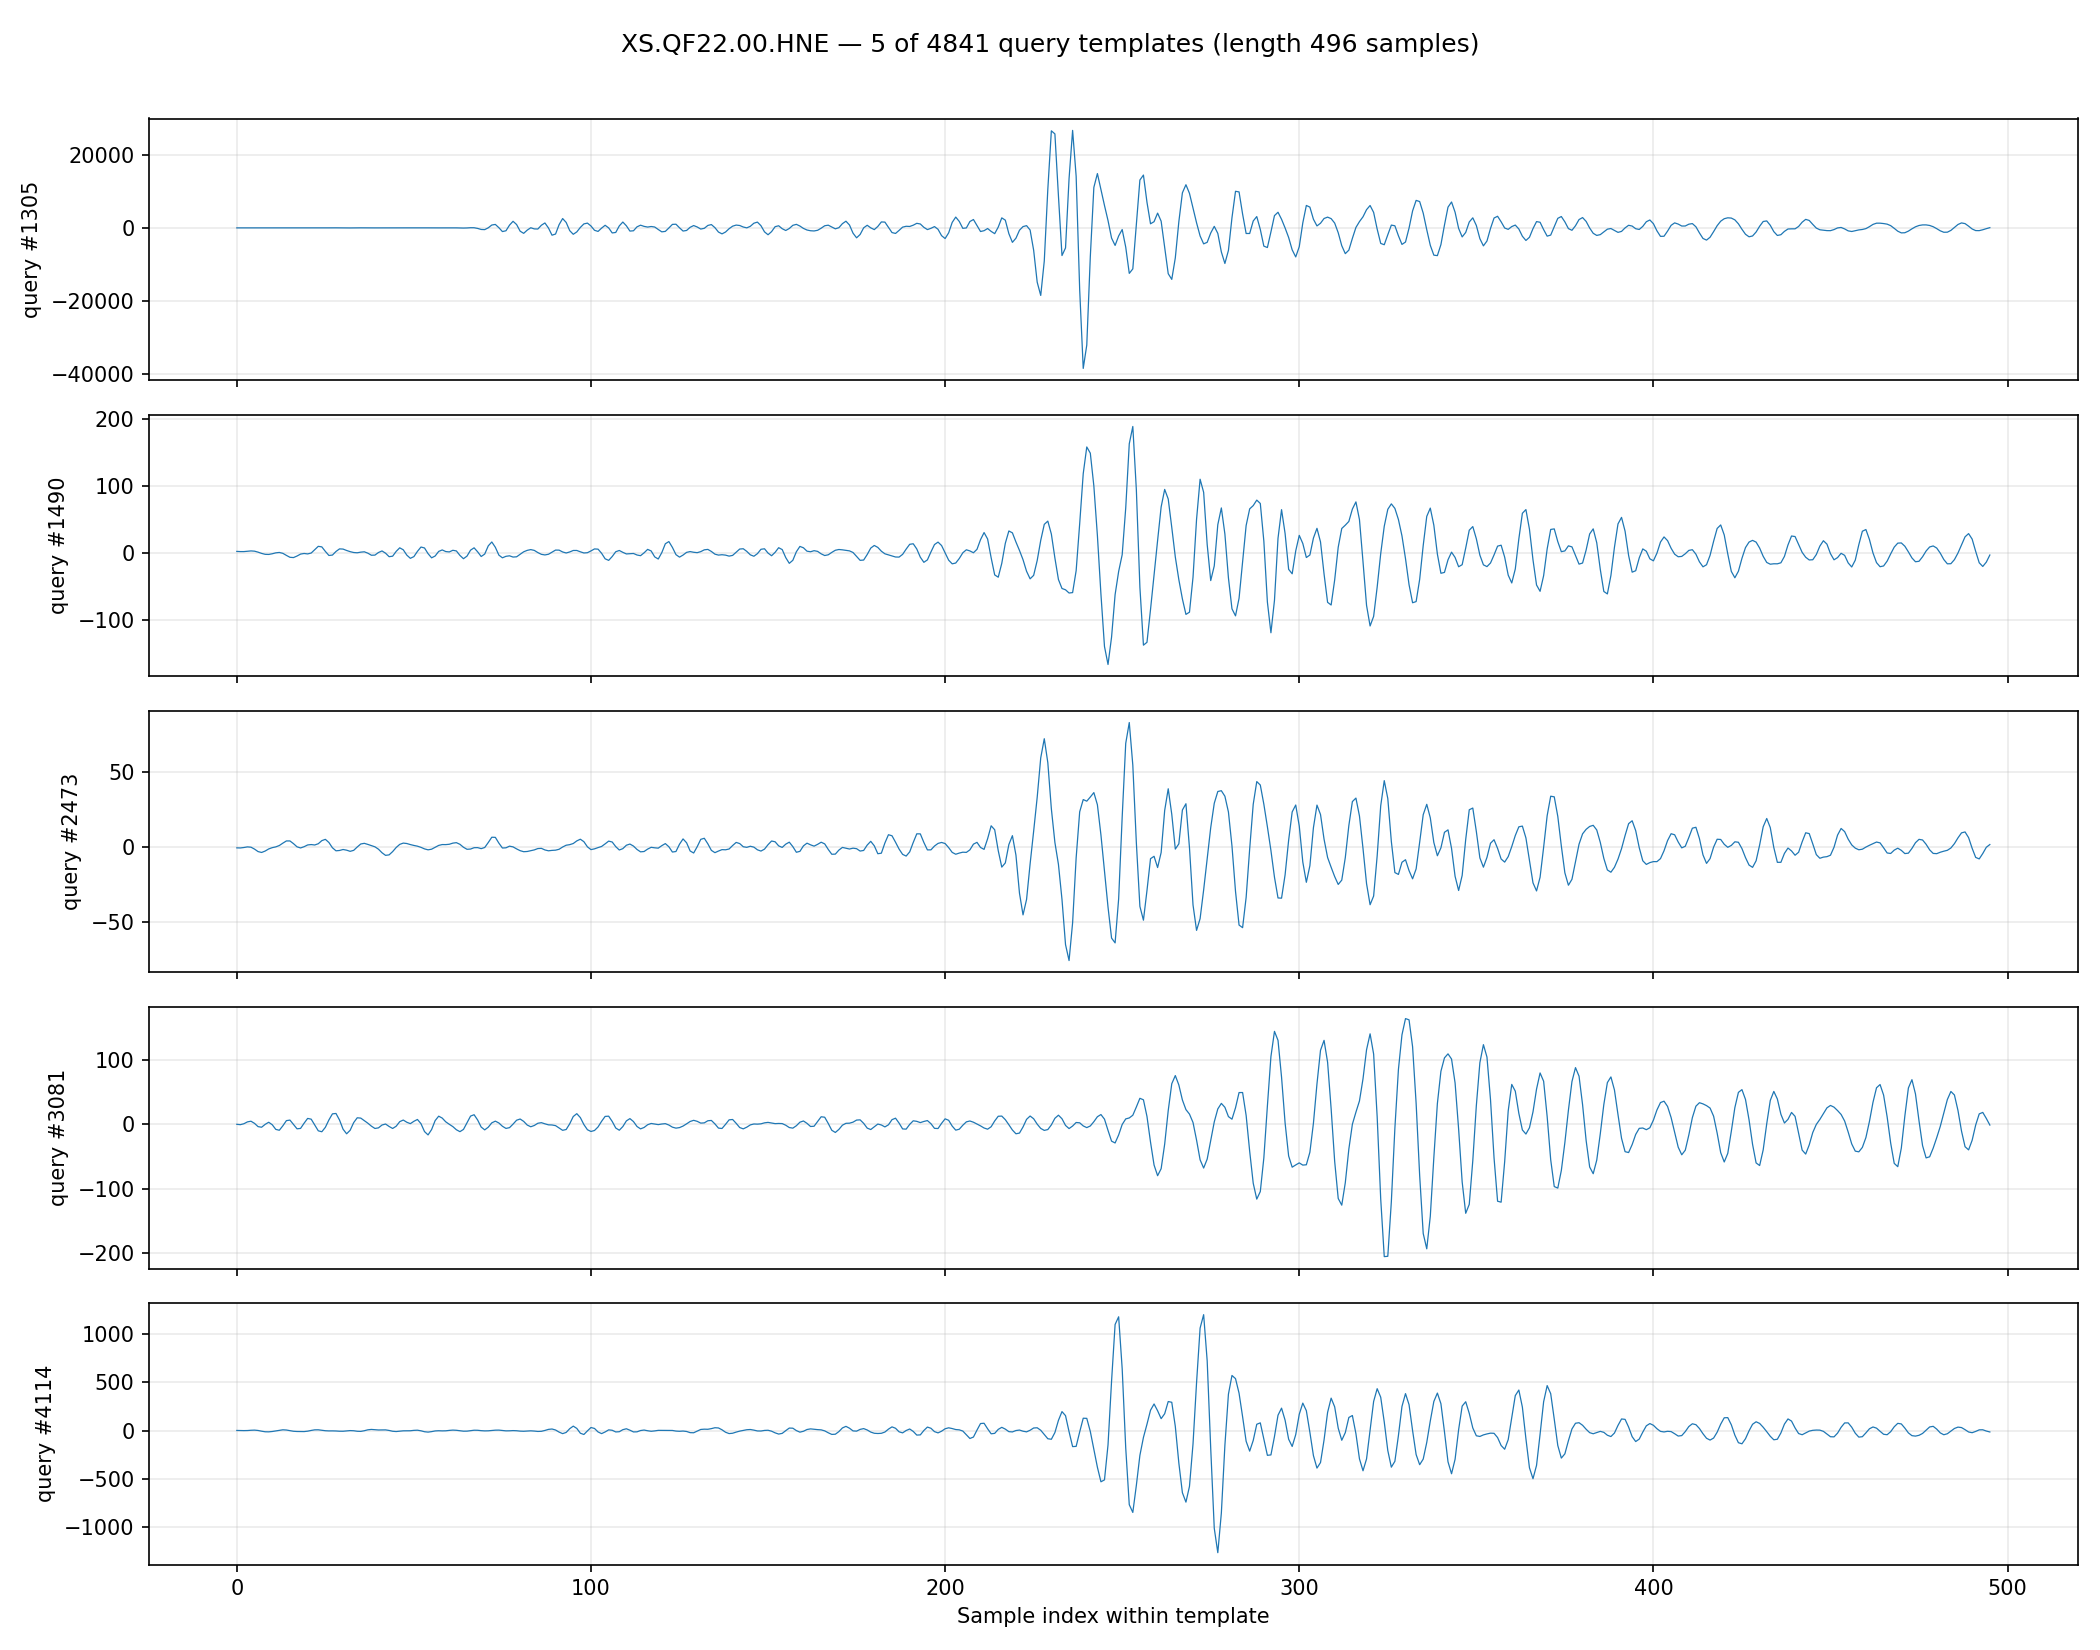 XS.QF22.00.HNE — 5 of 4841 query templates (length 496 samples)
query #1305
20000
0
−20000
−40000
query #1490
200
100
0
−100
query #2473
50
0
−50
query #3081
100
0
−100
−200
query #4114
1000
500
0
−500
−1000
0 100 200 300 400 500
Sample index within template